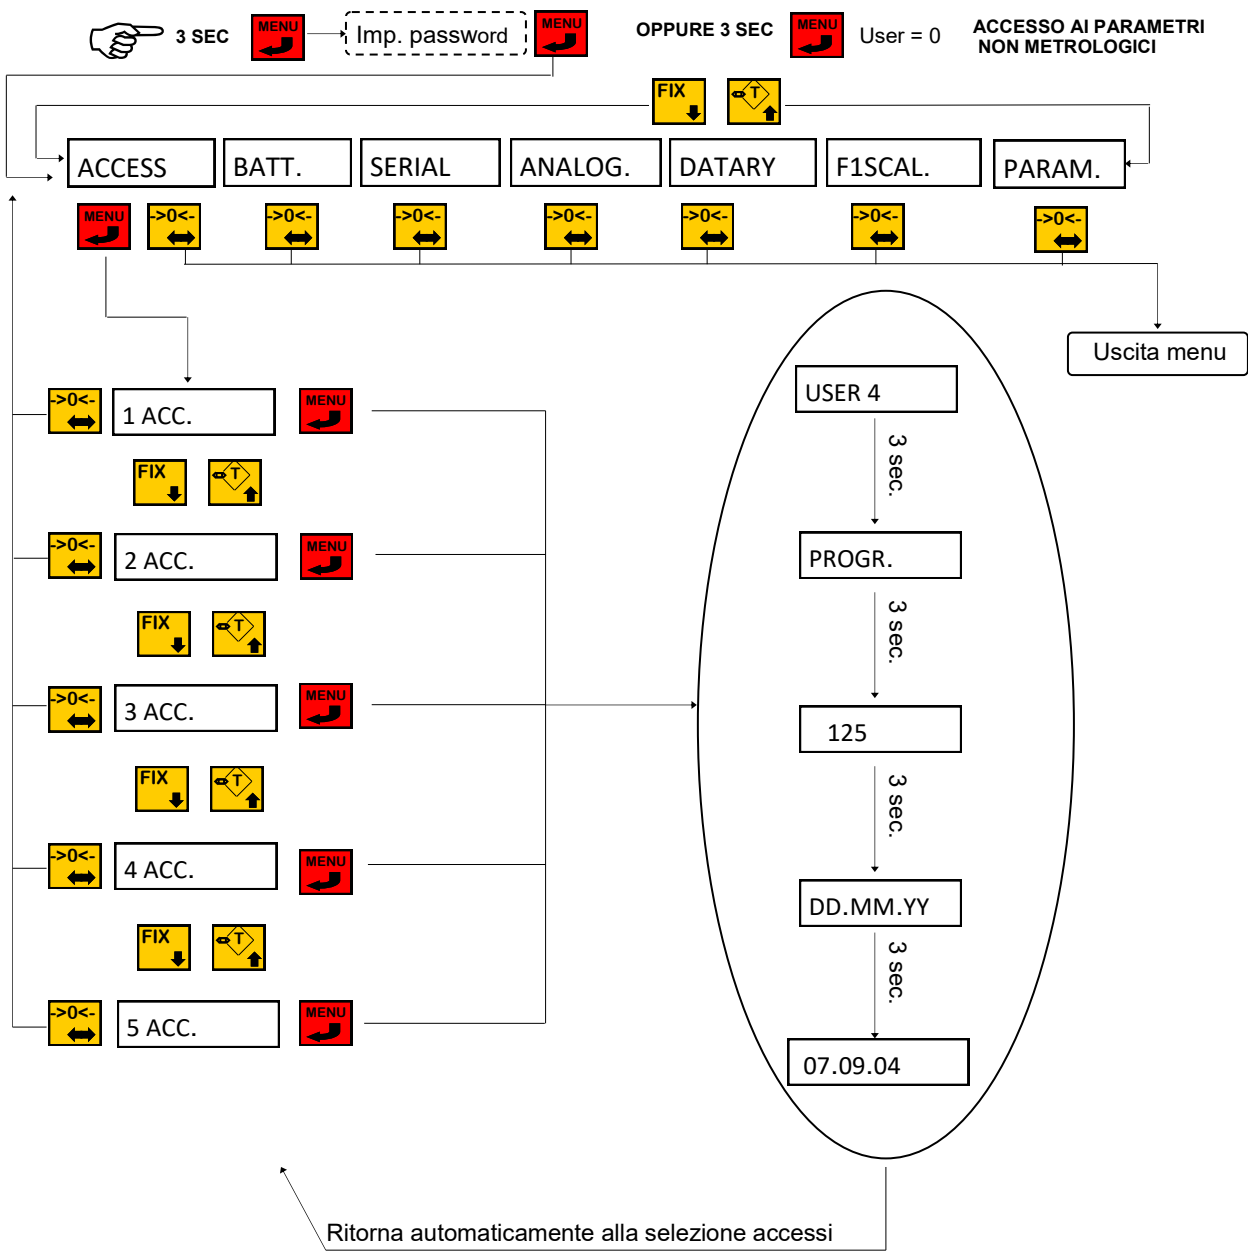 3 SEC
MENU
Imp. password
MENU
OPPURE 3 SEC
MENU
User = 0
ACCESSO AI PARAMETRI
NON METROLOGICI
FIX
T
ACCESS
BATT.
SERIAL
ANALOG.
DATARY
F1SCAL.
PARAM.
MENU
->0<-
->0<-
->0<-
->0<-
->0<-
->0<-
->0<-
Uscita menu
->0<-
1 ACC.
MENU
FIX
T
->0<-
2 ACC.
MENU
FIX
T
->0<-
3 ACC.
MENU
FIX
T
->0<-
4 ACC.
MENU
FIX
T
->0<-
5 ACC.
MENU
USER 4
3 sec.
PROGR.
3 sec.
125
3 sec.
DD.MM.YY
3 sec.
07.09.04
Ritorna automaticamente alla selezione accessi